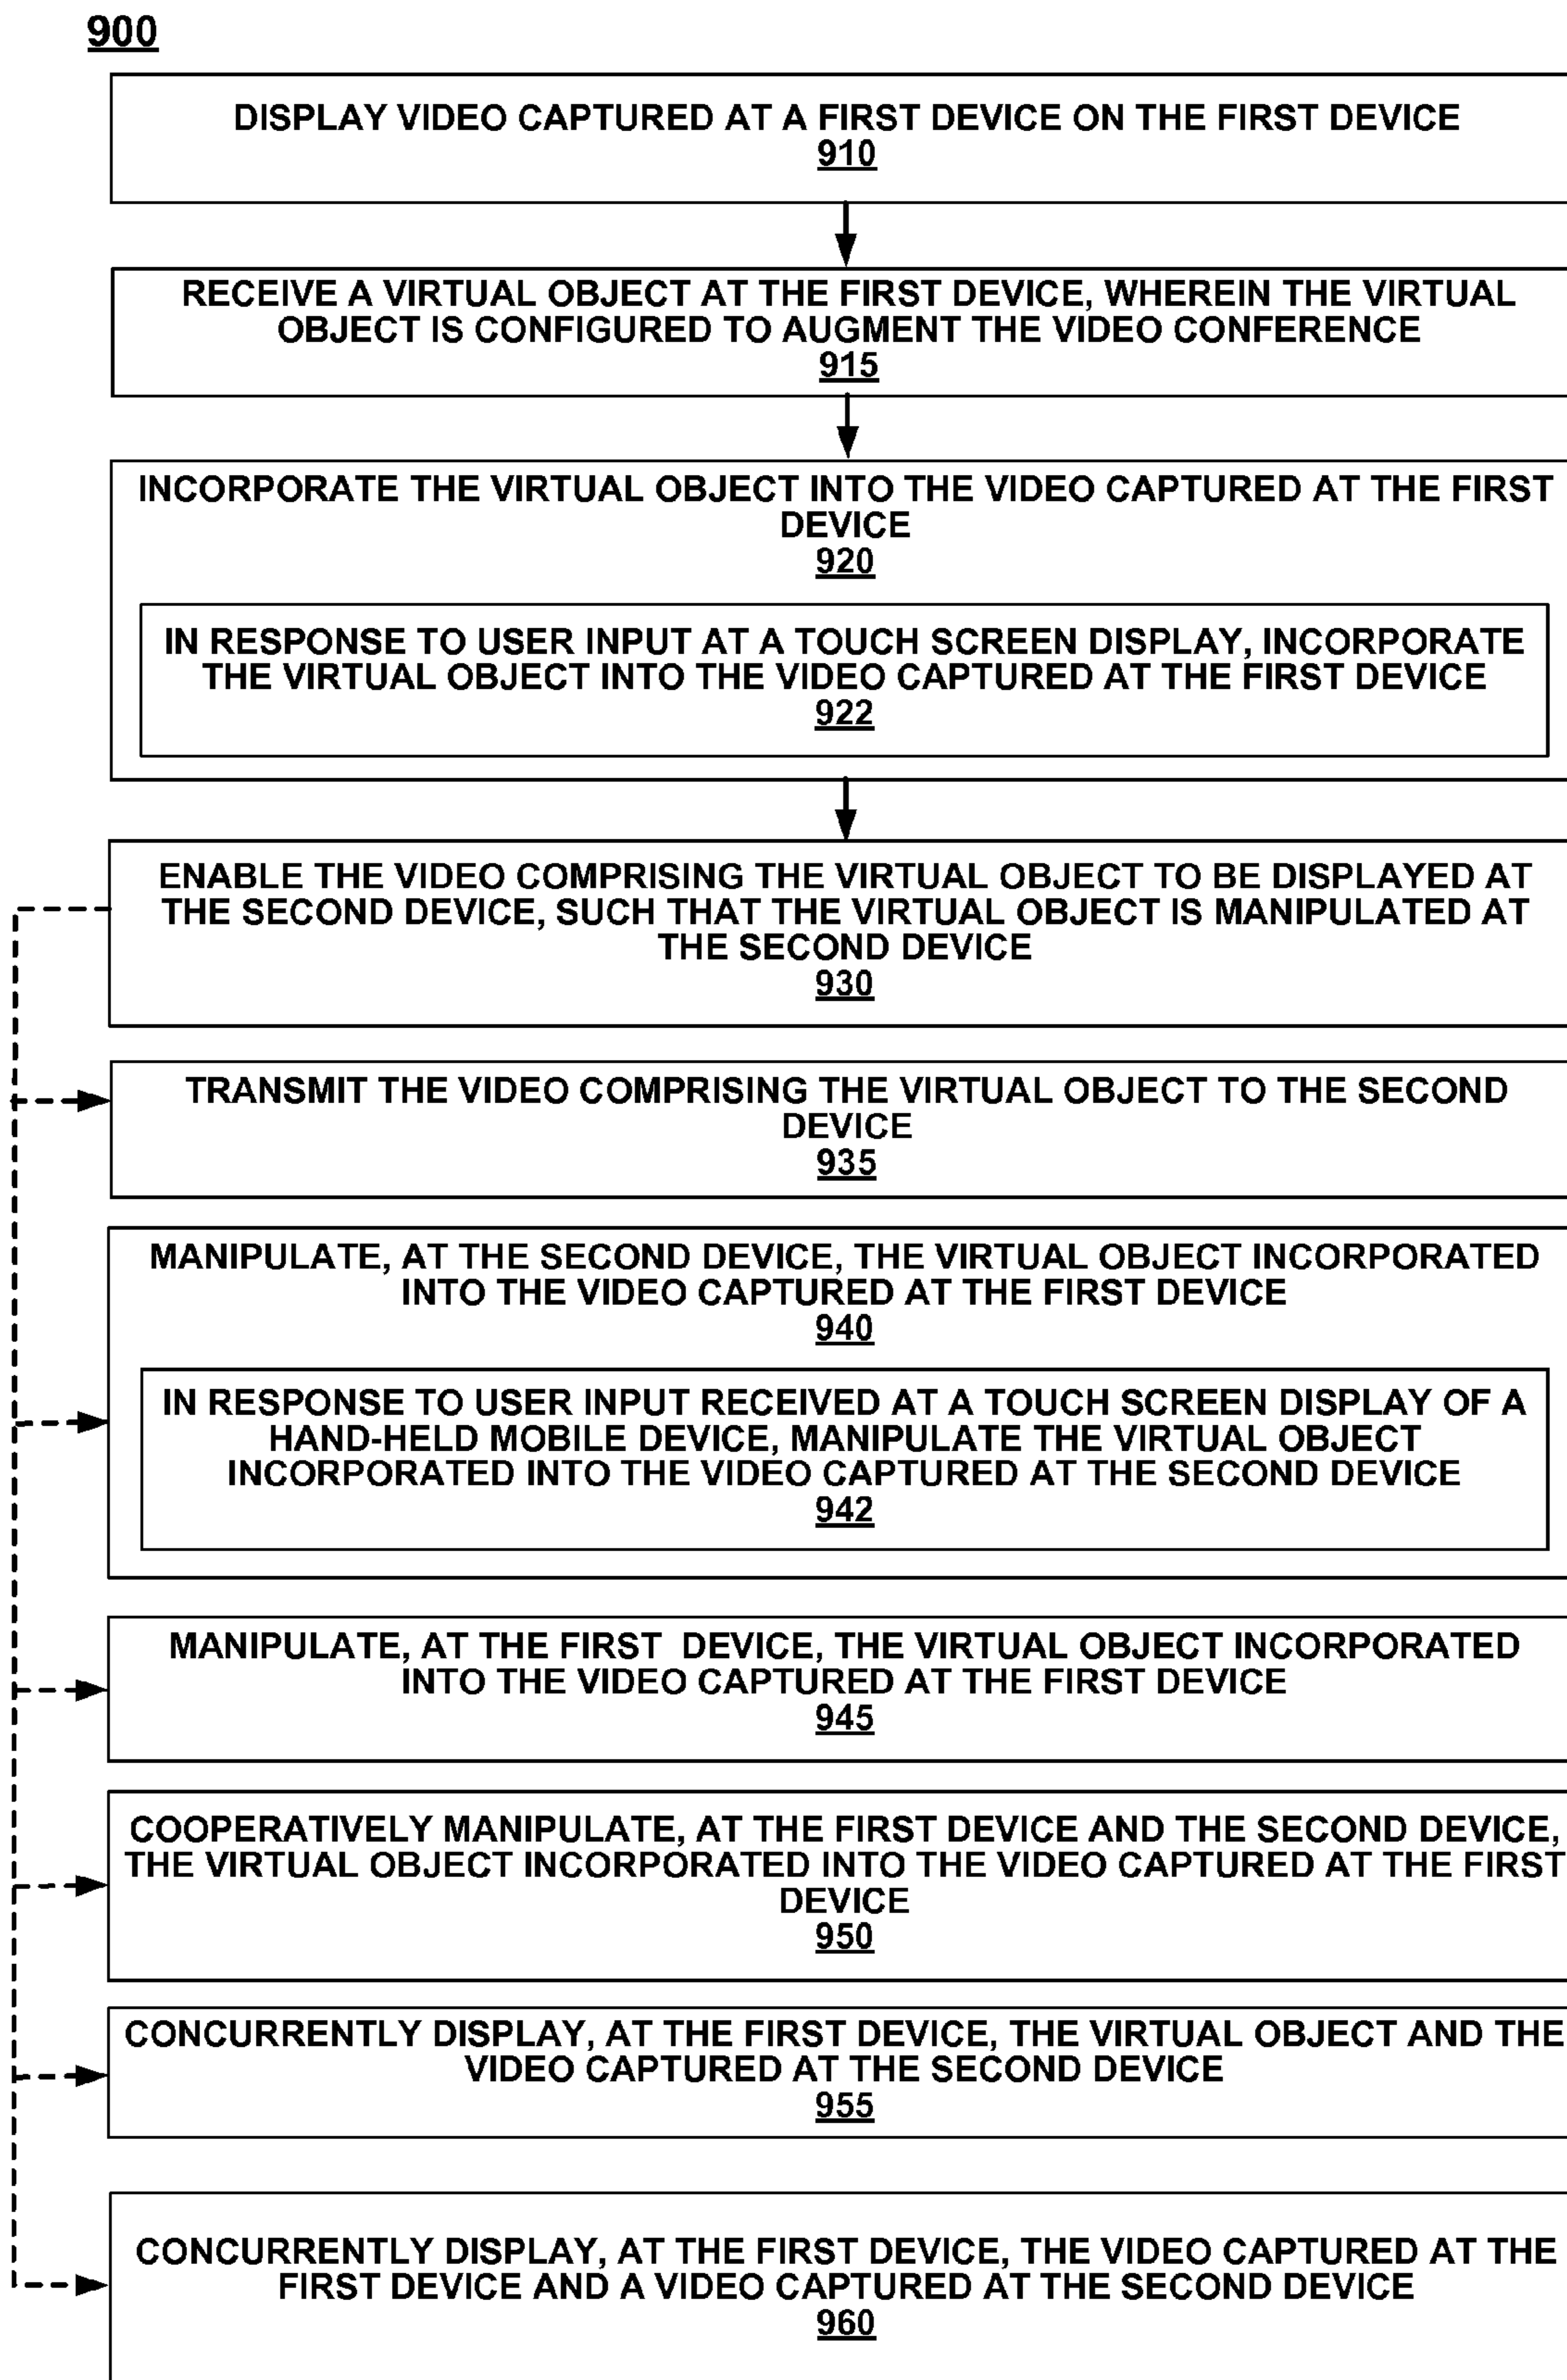 900
DISPLAY VIDEO CAPTURED AT A FIRST DEVICE ON THE FIRST DEVICE
910
RECEIVE A VIRTUAL OBJECT AT THE FIRST DEVICE, WHEREIN THE VIRTUAL
OBJECT IS CONFIGURED TO AUGMENT THE VIDEO CONFERENCE
915
INCORPORATE THE VIRTUAL OBJECT INTO THE VIDEO CAPTURED AT THE FIRST
DEVICE
920
IN RESPONSE TO USER INPUT AT A TOUCH SCREEN DISPLAY, INCORPORATE
THE VIRTUAL OBJECT INTO THE VIDEO CAPTURED AT THE FIRST DEVICE
922
ENABLE THE VIDEO COMPRISING THE VIRTUAL OBJECT TO BE DISPLAYED AT
THE SECOND DEVICE, SUCH THAT THE VIRTUAL OBJECT IS MANIPULATED AT
THE SECOND DEVICE
930
TRANSMIT THE VIDEO COMPRISING THE VIRTUAL OBJECT TO THE SECOND
DEVICE
935
MANIPULATE, AT THE SECOND DEVICE, THE VIRTUAL OBJECT INCORPORATED
INTO THE VIDEO CAPTURED AT THE FIRST DEVICE
940
IN RESPONSE TO USER INPUT RECEIVED AT A TOUCH SCREEN DISPLAY OF A
HAND-HELD MOBILE DEVICE, MANIPULATE THE VIRTUAL OBJECT
INCORPORATED INTO THE VIDEO CAPTURED AT THE SECOND DEVICE
942
MANIPULATE, AT THE FIRST DEVICE, THE VIRTUAL OBJECT INCORPORATED
INTO THE VIDEO CAPTURED AT THE FIRST DEVICE
945
COOPERATIVELY MANIPULATE, AT THE FIRST DEVICE AND THE SECOND DEVICE,
THE VIRTUAL OBJECT INCORPORATED INTO THE VIDEO CAPTURED AT THE FIRST
DEVICE
950
CONCURRENTLY DISPLAY, AT THE FIRST DEVICE, THE VIRTUAL OBJECT AND THE
VIDEO CAPTURED AT THE SECOND DEVICE
955
CONCURRENTLY DISPLAY, AT THE FIRST DEVICE, THE VIDEO CAPTURED AT THE
FIRST DEVICE AND A VIDEO CAPTURED AT THE SECOND DEVICE
960